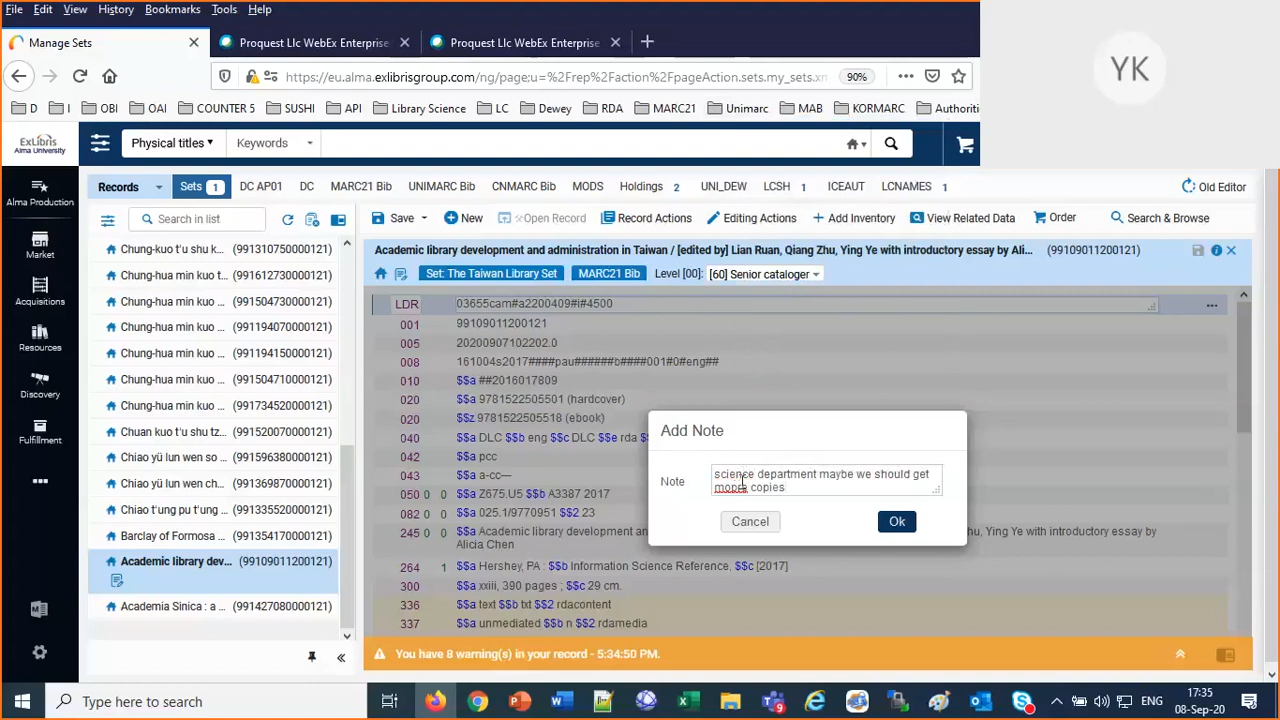 File Edit View History Bookmarks Tools Help
Manage Sets
Proquest Llc WebEx Enterprise
Proquest Llc WebEx Enterprise
https://eu.alma.exlibrisgroup.com/ng/page;u=%2Frep%2Faction%2FpageAction.sets.my_sets.xm
90%
D I OBI OAI COUNTER 5 SUSHI API Library Science LC Dewey RDA MARC21 Unimarc MAB KORMARC Authoriti
YK
ExLibris
Alma University
Physical titles
Keywords
Alma Production
Market
Acquisitions
Resources
Discovery
Fulfillment
Records Sets 1 DC AP01 DC MARC21 Bib UNIMARC Bib CNMARC Bib MODS Holdings 2 UNI_DEW LCSH 1 ICEAUT LCNAMES 1 Old Editor
Search in list
Save New Open Record Record Actions Editing Actions Add Inventory View Related Data Order Search & Browse
Chung-kuo t'u shu k... (991310750000121)
Chung-hua min kuo t... (991612730000121)
Chung-hua min kuo ... (991504730000121)
Chung-hua min kuo ... (991194070000121)
Chung-hua min kuo ... (991194150000121)
Chung-hua min kuo ... (991504710000121)
Chung-hua min kuo ... (991734520000121)
Chuan kuo t'u shu tz... (991520070000121)
Chiao yü lun wen so ... (991596380000121)
Chiao yü lun wen ch... (991369870000121)
Chiao t'ung pu t'ung ... (991335520000121)
Barclay of Formosa ... (991354770000121)
Academic library dev... (99109011200121)
Academia Sinica : a ... (991427080000121)
Academic library development and administration in Taiwan / [edited by] Lian Ruan, Qiang Zhu, Ying Ye with introductory essay by Ali... (99109011200121)
Set: The Taiwan Library Set MARC21 Bib Level [00]: [60] Senior cataloger
LDR 03655cam#a2200409#i#4500
001 99109011200121
005 20200907102202.0
008 161004s2017####pau######b####001#0#eng##
010 $$a ##2016017809
020 $$a 9781522505501 (hardcover)
020 $$z 9781522505518 (ebook)
040 $$a DLC $$b eng $$c DLC $$e rda
042 $$a pcc
043 $$a a-cc---
050 0 0 $$a Z675.U5 $$b A3387 2017
082 0 0 $$a 025.1/9770951 $$2 23
245 0 0 $$a Academic library development an
hu, Ying Ye with introductory essay by
Alicia Chen
264 1 $$a Hershey, PA : $$b Information Science Reference, $$c [2017]
300 $$a xxiii, 390 pages ; $$c 29 cm.
336 $$a text $$b txt $$2 rdacontent
337 $$a unmediated $$b n $$2 rdamedia
Add Note
Note
science department maybe we should get
mopre copies
Cancel Ok
You have 8 warning(s) in your record - 5:34:50 PM.
Type here to search
ENG
17:35
08-Sep-20